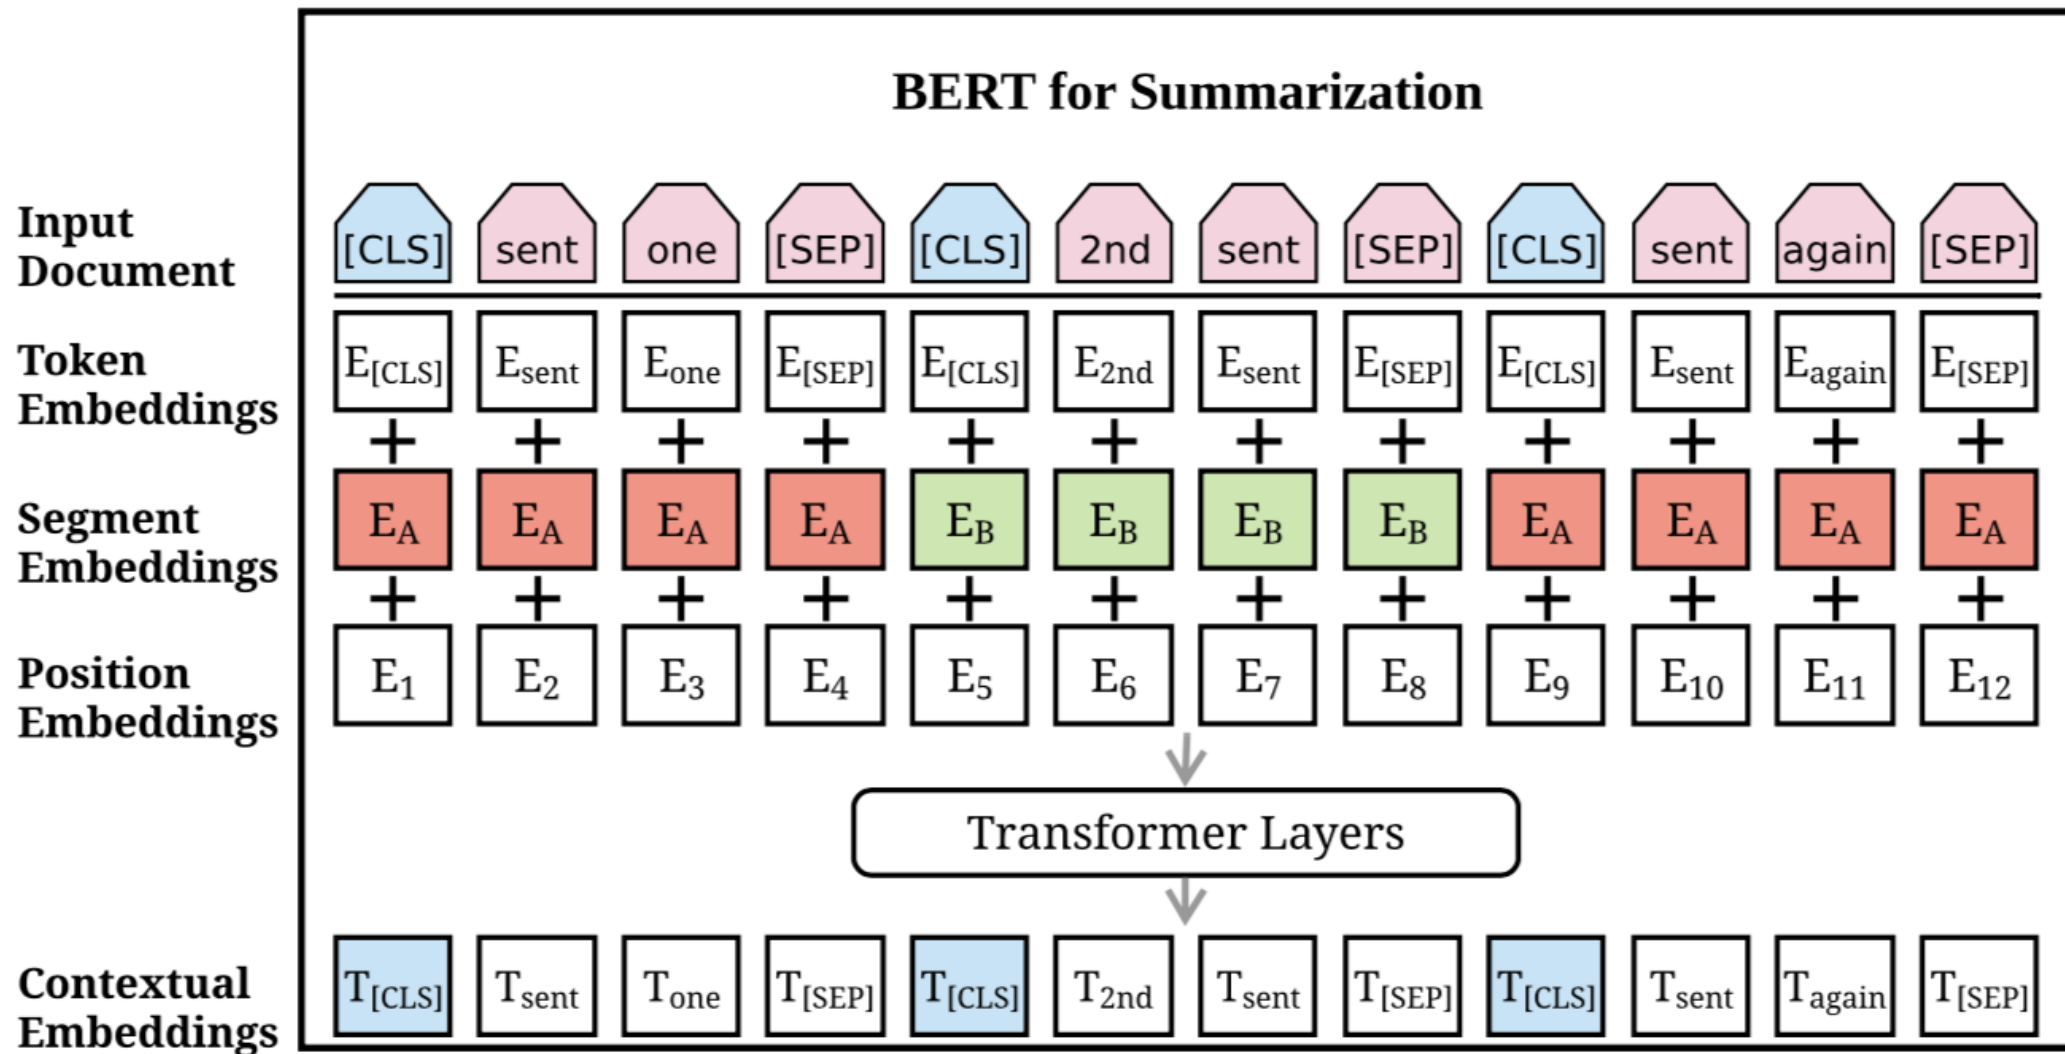 BERT for Summarization
Input
Document
[CLS] sent one [SEP] [CLS] 2nd sent [SEP] [CLS] sent again [SEP]
Token
Embeddings
E[CLS] Esent Eone E[SEP] E[CLS] E2nd Esent E[SEP] E[CLS] Esent Eagain E[SEP]
+ + + + + + + + + + + +
Segment
Embeddings
EA EA EA EA EB EB EB EB EA EA EA EA
+ + + + + + + + + + + +
Position
Embeddings
E1 E2 E3 E4 E5 E6 E7 E8 E9 E10 E11 E12
Transformer Layers
Contextual
Embeddings
T[CLS] Tsent Tone T[SEP] T[CLS] T2nd Tsent T[SEP] T[CLS] Tsent Tagain T[SEP]